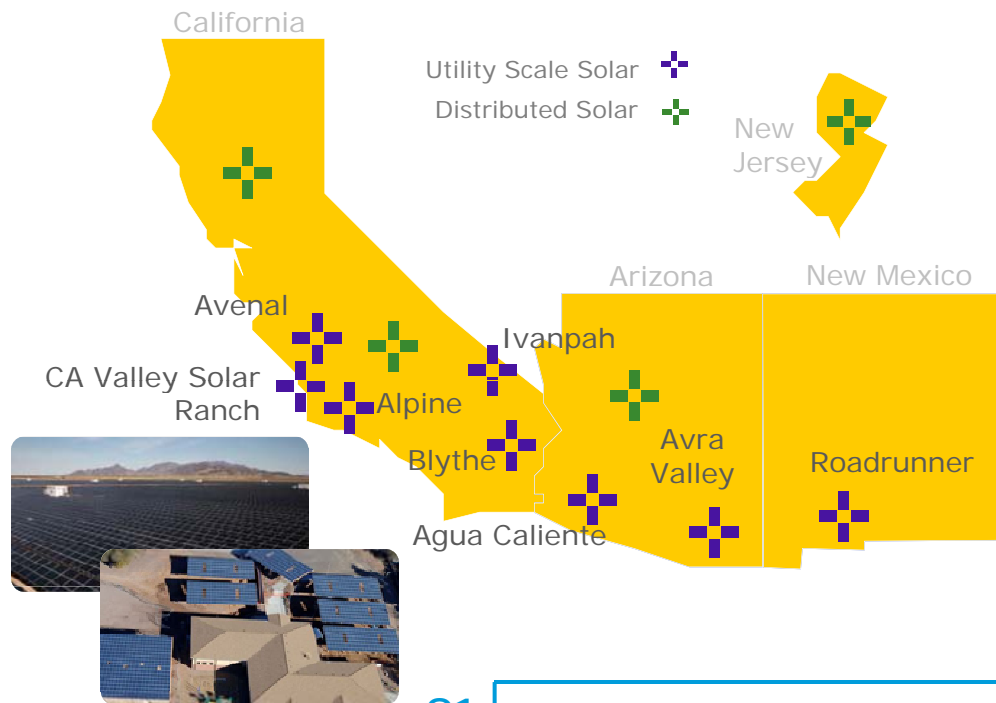 California
Utility Scale Solar
Distributed Solar
New
Jersey
Arizona
New Mexico
Avenal
Ivanpah
CA Valley Solar
Ranch
Alpine
Avra
Valley
Blythe
Roadrunner
Agua Caliente